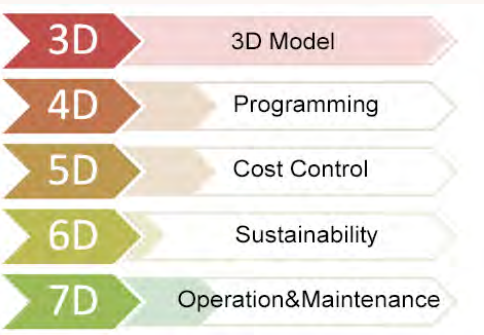 3D 3D Model
4D Programming
5D Cost Control
6D Sustainability
7D Operation&Maintenance